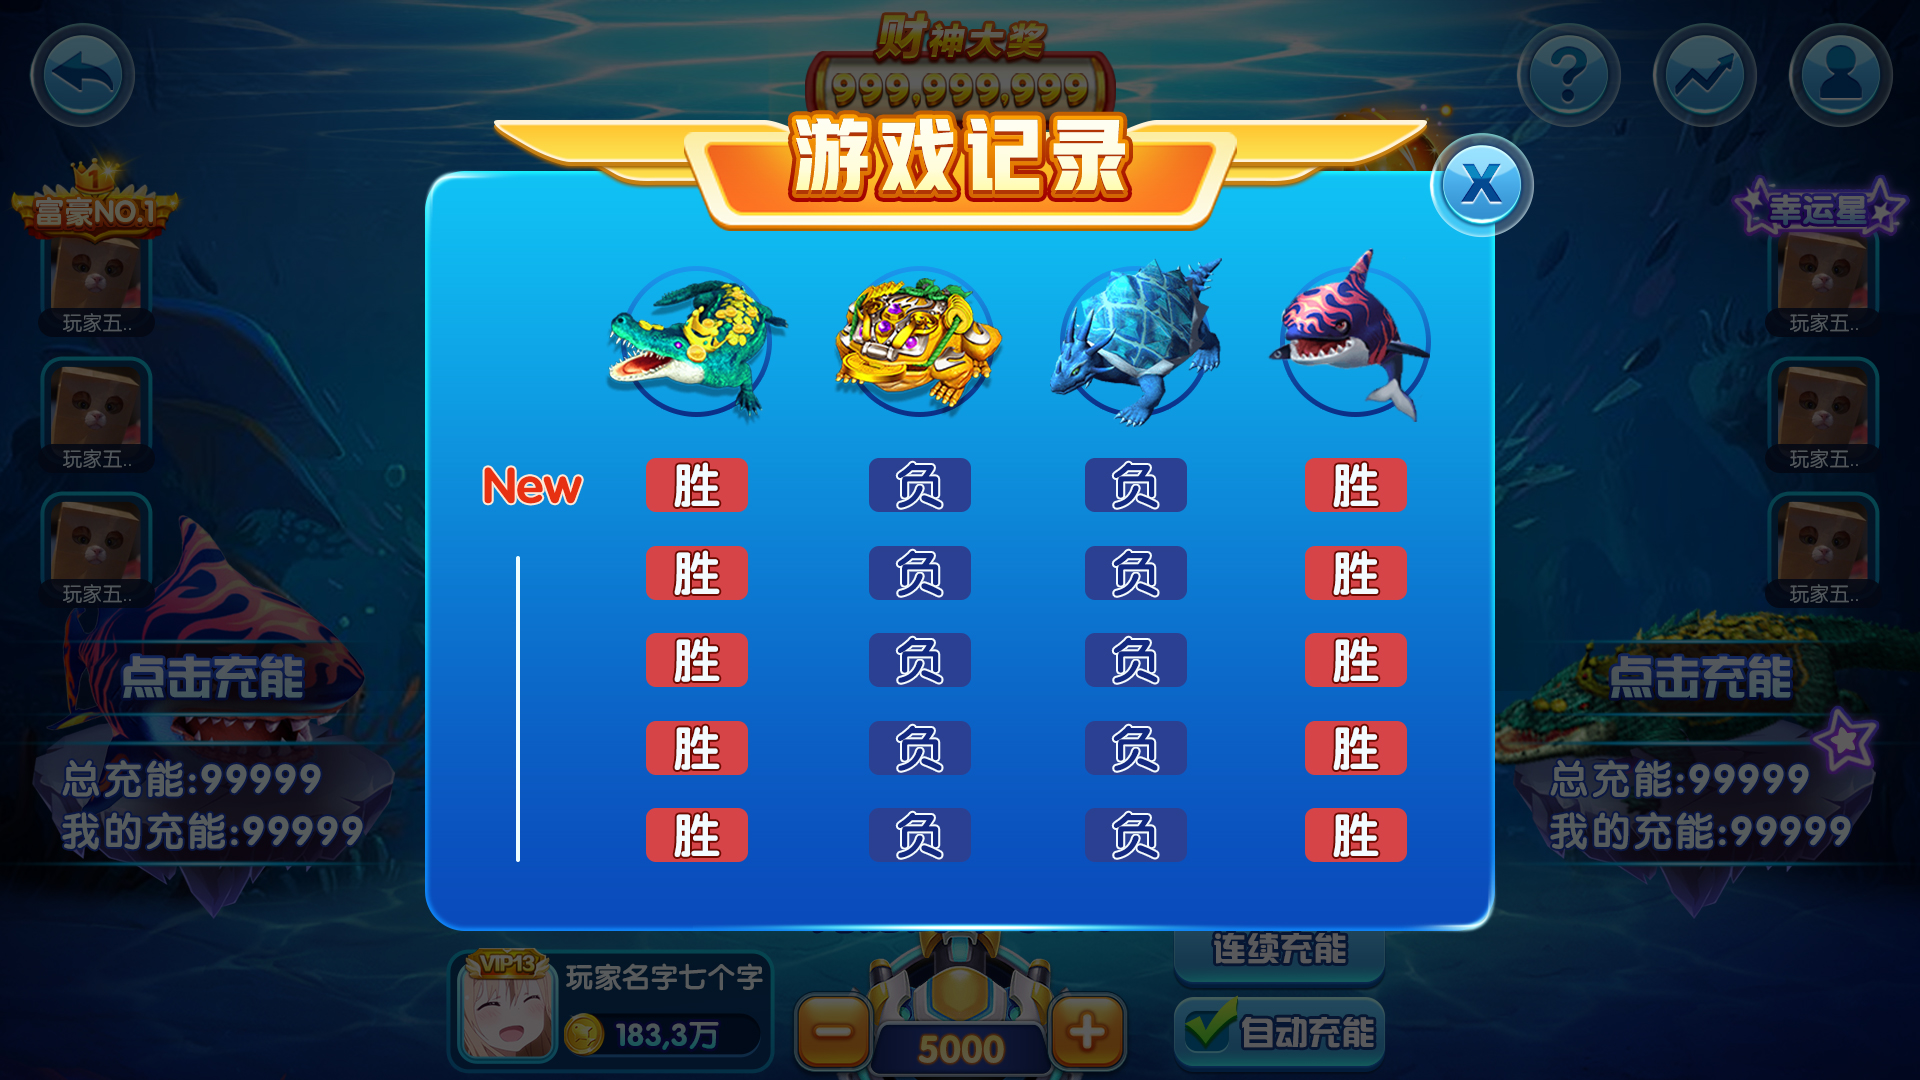 财神大奖
999,999,999
游戏记录
X
1
富豪NO.1
幸运星
玩家五..
玩家五..
玩家五..
玩家五..
玩家五..
玩家五..
New
胜 负 负 胜
胜 负 负 胜
胜 负 负 胜
胜 负 负 胜
胜 负 负 胜
点击充能
总充能:99999
我的充能:99999
点击充能
总充能:99999
我的充能:99999
VIP13
玩家名字七个字
183,3万
5000
连续充能
自动充能